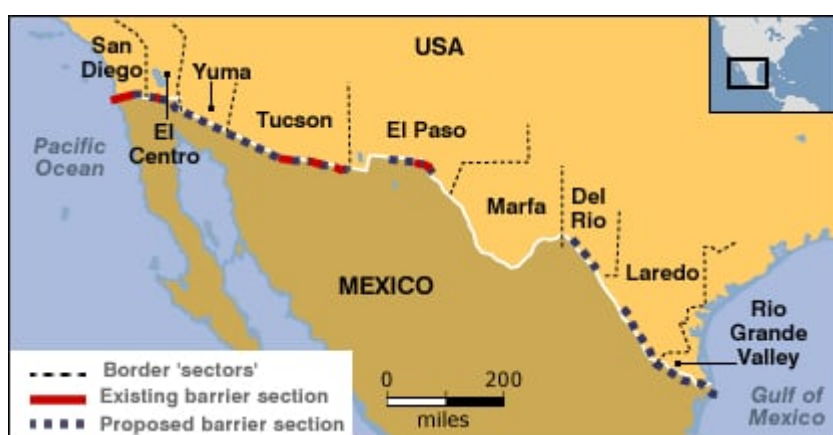 USA
San
Diego
Yuma
El
Centro
Tucson
El Paso
Pacific
Ocean
Marfa
Del
Rio
Laredo
MEXICO
Rio
Grande
Valley
Gulf of
Mexico
Border 'sectors'
Existing barrier section
Proposed barrier section
0 200
miles